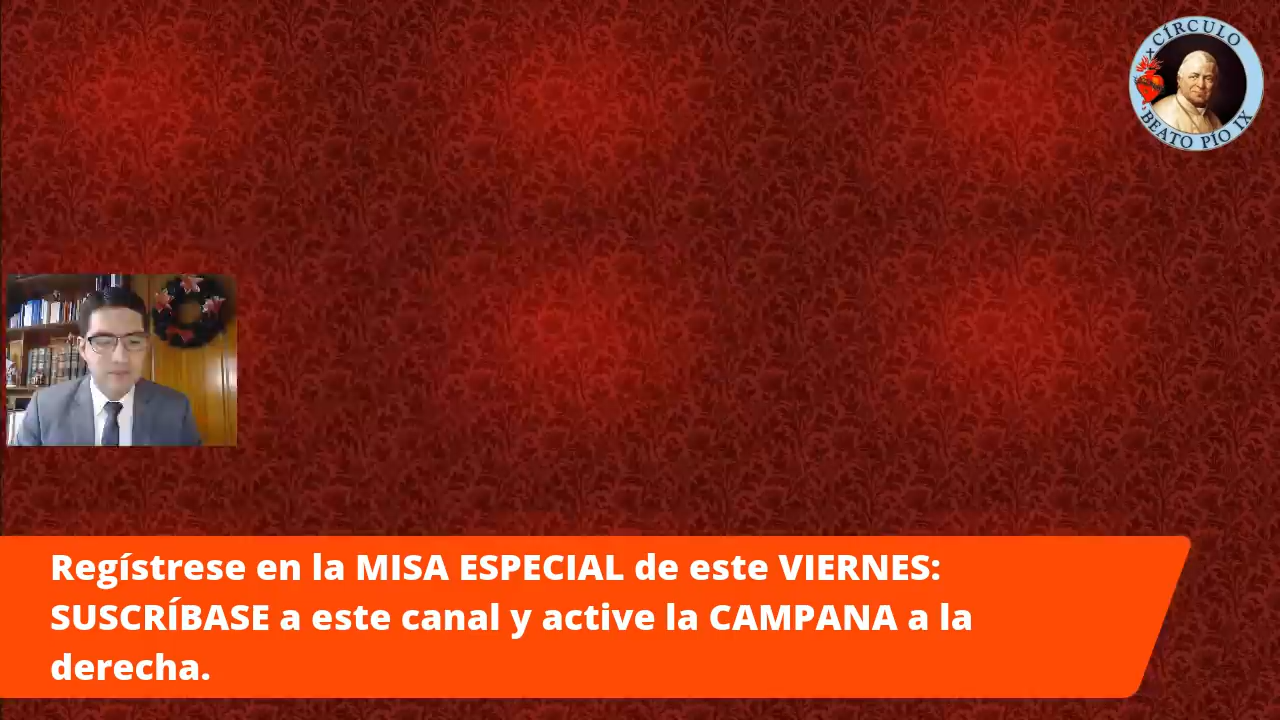 CÍRCULO
BEATO PÍO IX
Regístrese en la MISA ESPECIAL de este VIERNES:
SUSCRÍBASE a este canal y active la CAMPANA a la
derecha.